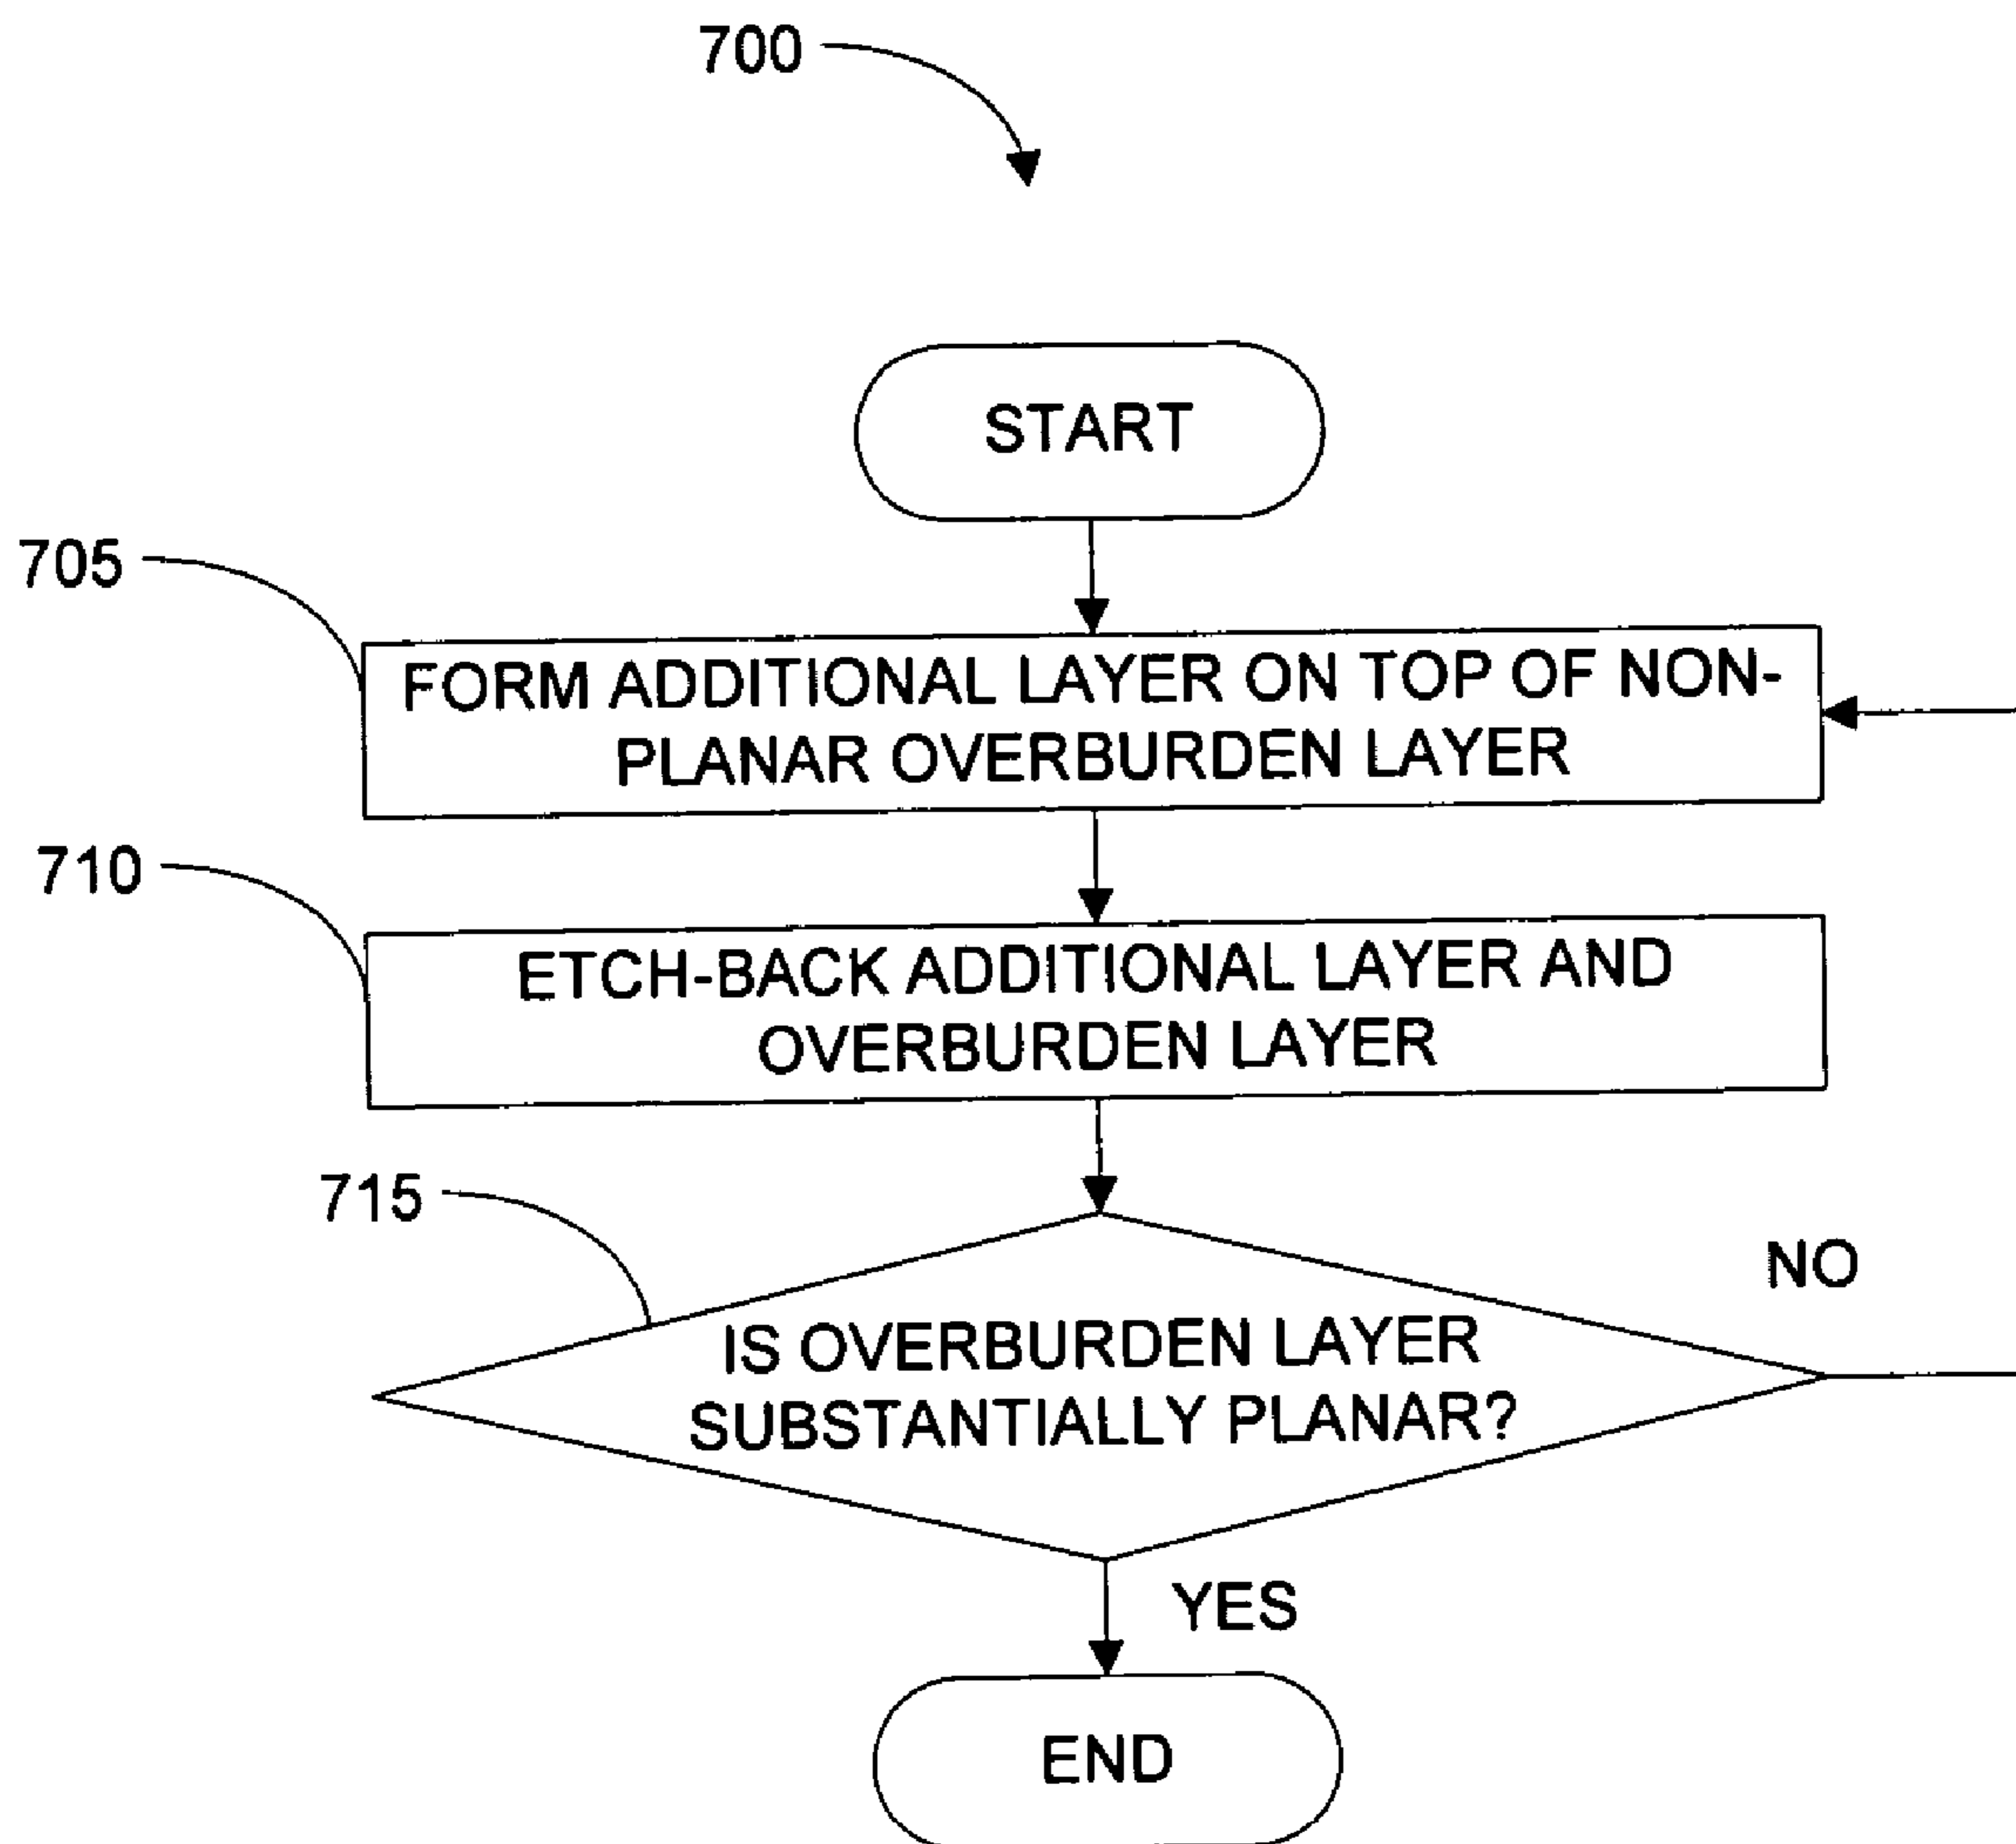 700
START
705
FORM ADDITIONAL LAYER ON TOP OF NON-
PLANAR OVERBURDEN LAYER
710
ETCH-BACK ADDITIONAL LAYER AND
OVERBURDEN LAYER
715
NO
IS OVERBURDEN LAYER
SUBSTANTIALLY PLANAR?
YES
END